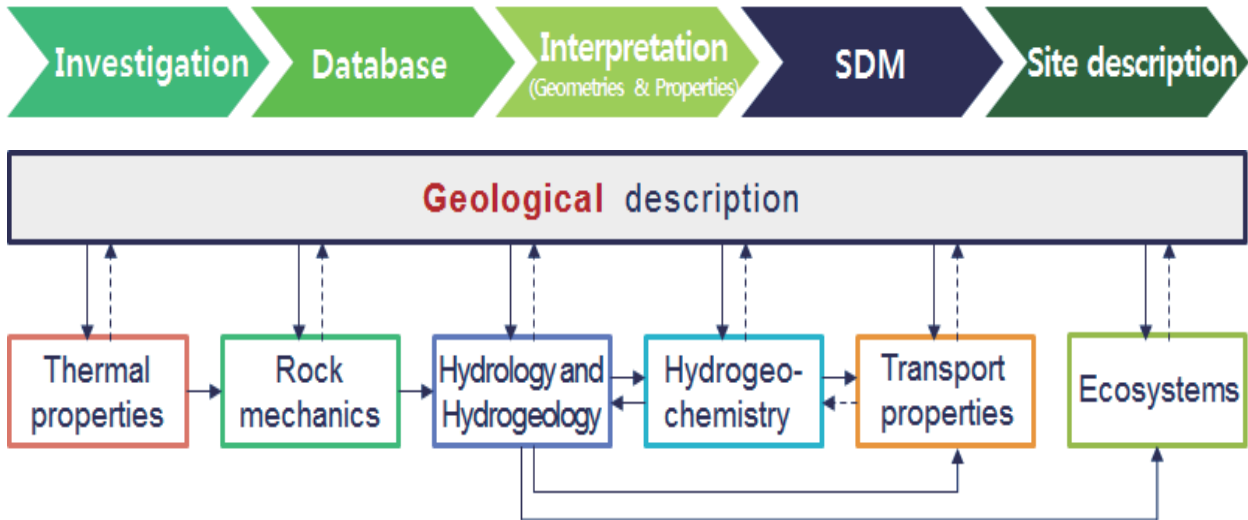 Investigation
Database
Interpretation
(Geometries & Properties)
SDM
Site description
Geological description
Thermal
properties
Rock
mechanics
Hydrology and
Hydrogeology
Hydrogeo-
chemistry
Transport
properties
Ecosystems